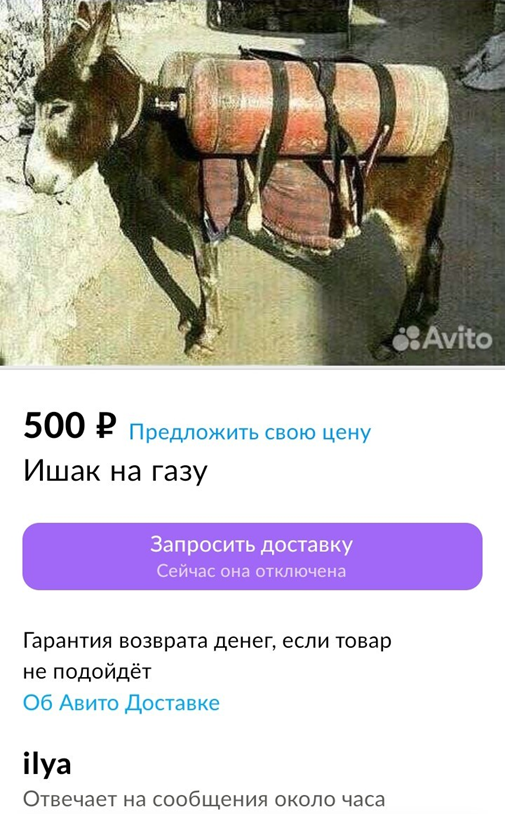 Avito
500 ₽ Предложить свою цену
Ишак на газу
Запросить доставку
Сейчас она отключена
Гарантия возврата денег, если товар
не подойдёт
Об Авито Доставке
ilya
Отвечает на сообщения около часа